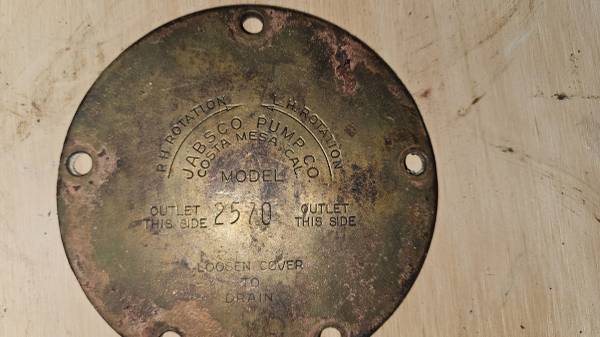 R.H. ROTATION
L.H. ROTATION
JABSCO PUMP CO.
COSTA MESA, CAL.
MODEL
OUTLET
THIS SIDE
2570
OUTLET
THIS SIDE
LOOSEN COVER
TO
DRAIN